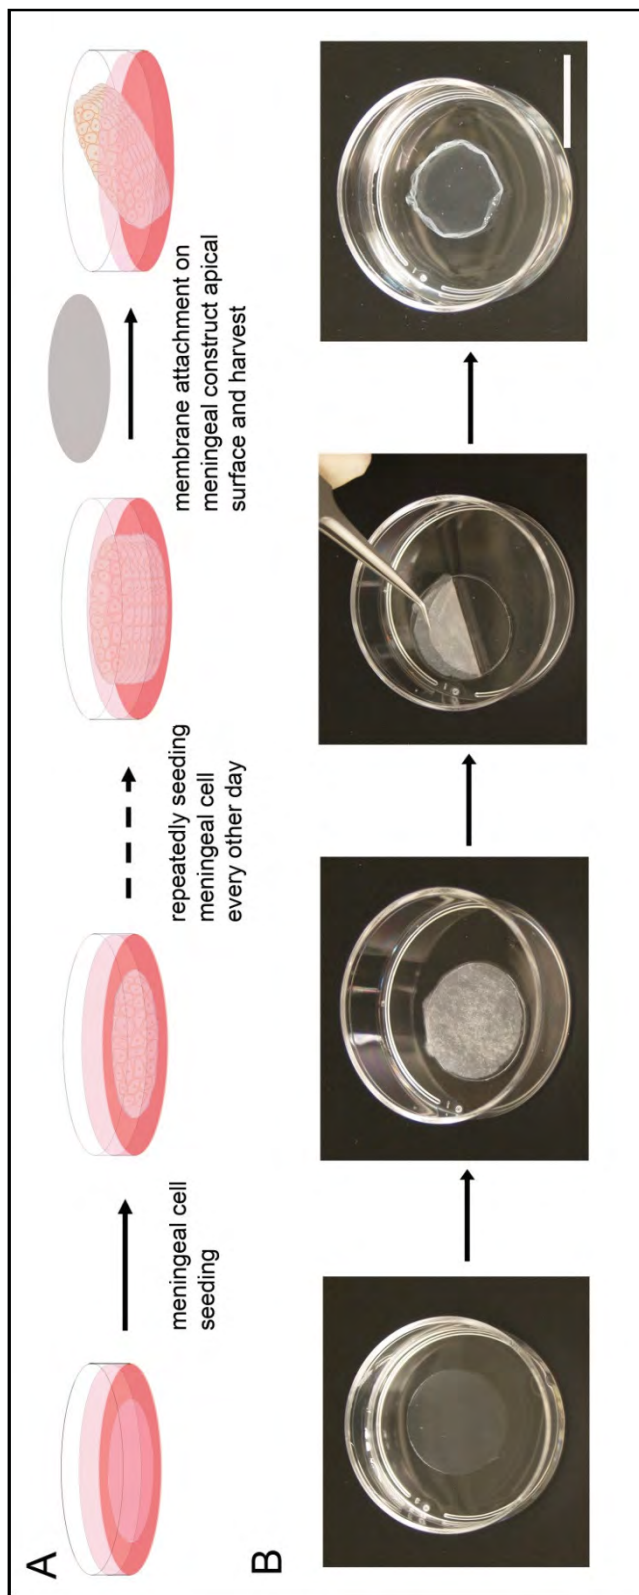 A
meningeal cell
seeding
repeatedly seeding
meningeal cell
every other day
membrane attachment on
meningeal construct apical
surface and harvest
B